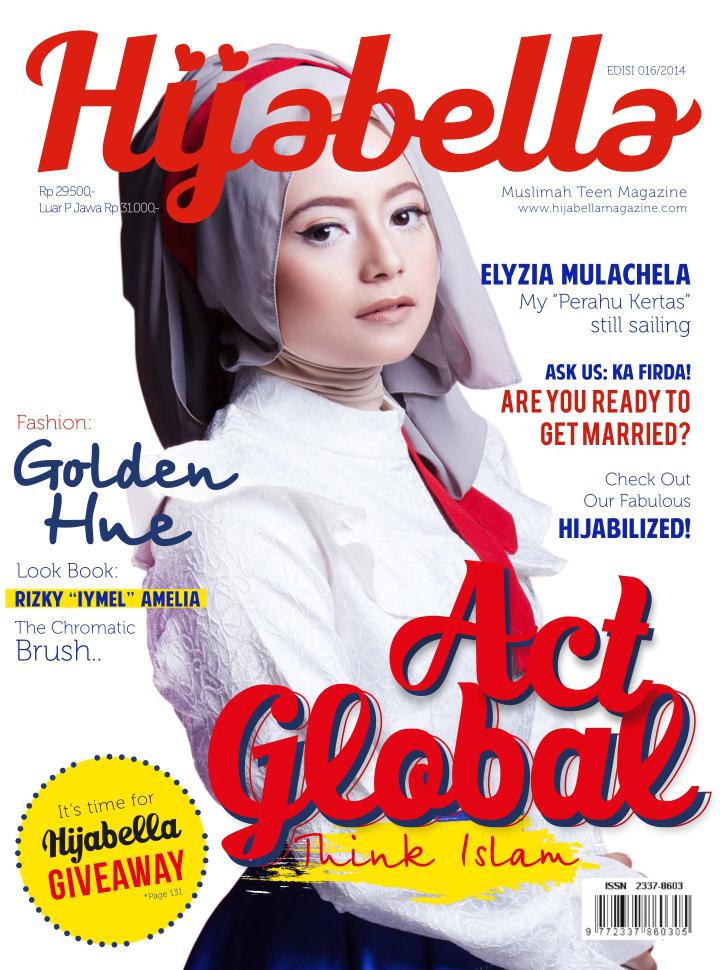 Hijabella
EDISI 016/2014
Rp 29.500,-
Luar P Jawa Rp 31.000,-
Muslimah Teen Magazine
www.hijabellamagazine.com
ELYZIA MULACHELA
My “Perahu Kertas”
still sailing
ASK US: KA FIRDA!
ARE YOU READY TO
GET MARRIED?
Check Out
Our Fabulous
HIJABILIZED!
Fashion:
Golden
Hue
Look Book:
RIZKY “IYMEL” AMELIA
The Chromatic
Brush..
Act
Global
Think Islam
It's time for
Hijabella
GIVEAWAY
*Page 131
ISSN 2337-8603
9 772337 860305